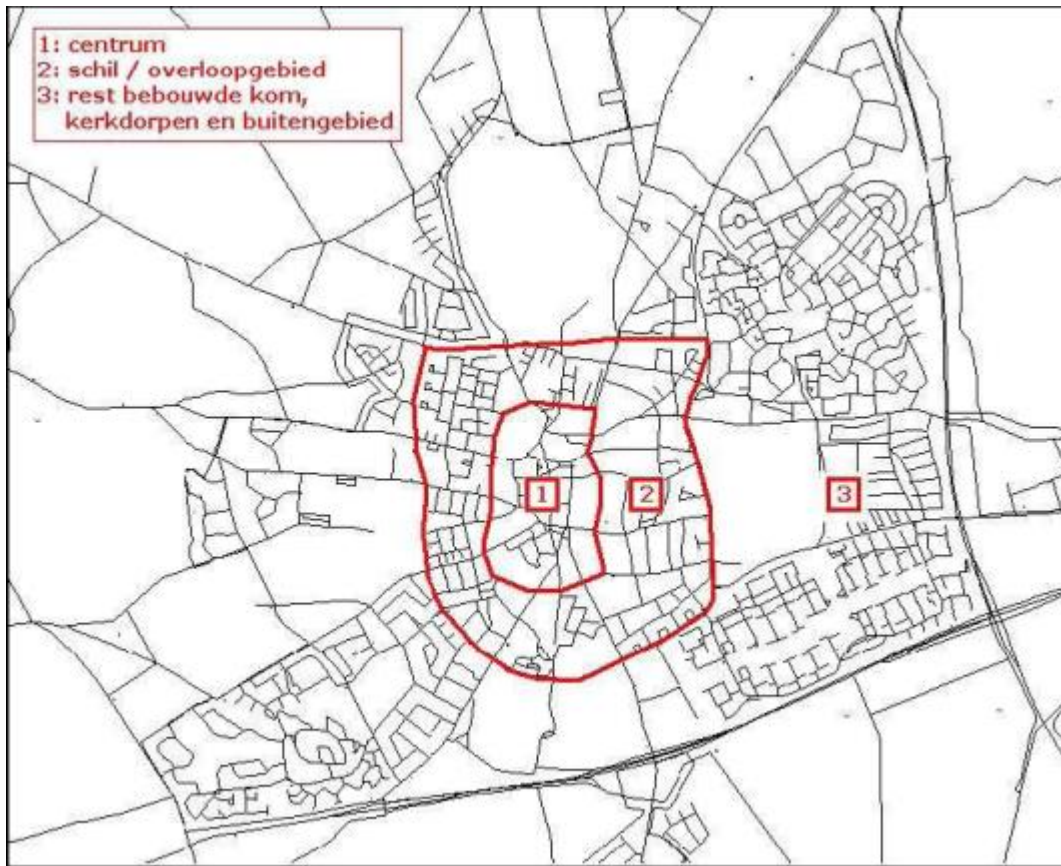 1: centrum
2: schil / overloopgebied
3: rest bebouwde kom,
kerkdorpen en buitengebied
1
2
3